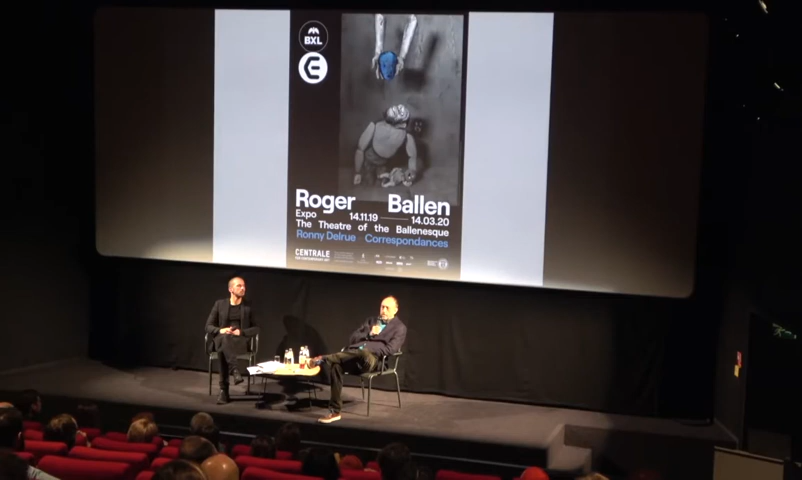 BXL
Roger Ballen
Expo 14.11.19 — 14.03.20
The Theatre of the Ballenesque
Ronny Delrue Correspondances
CENTRALE